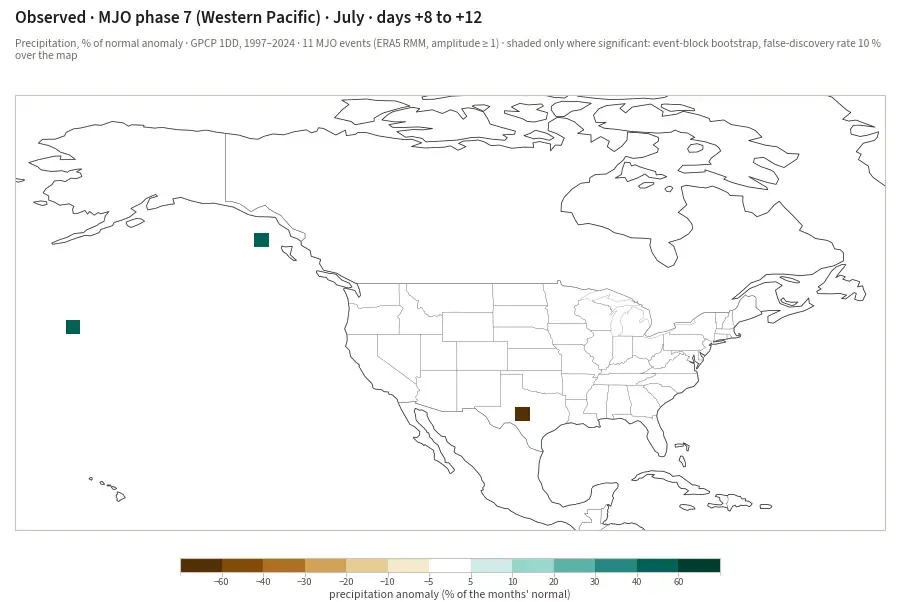 Observed · MJO phase 7 (Western Pacific) · July · days +8 to +12
Precipitation, % of normal anomaly · GPCP 1DD, 1997–2024 · 11 MJO events (ERA5 RMM, amplitude ≥ 1) · shaded only where significant: event-block bootstrap, false-discovery rate 10 %
over the map
−60 −40 −30 −20 −10 −5 5 10 20 30 40 60
precipitation anomaly (% of the months' normal)